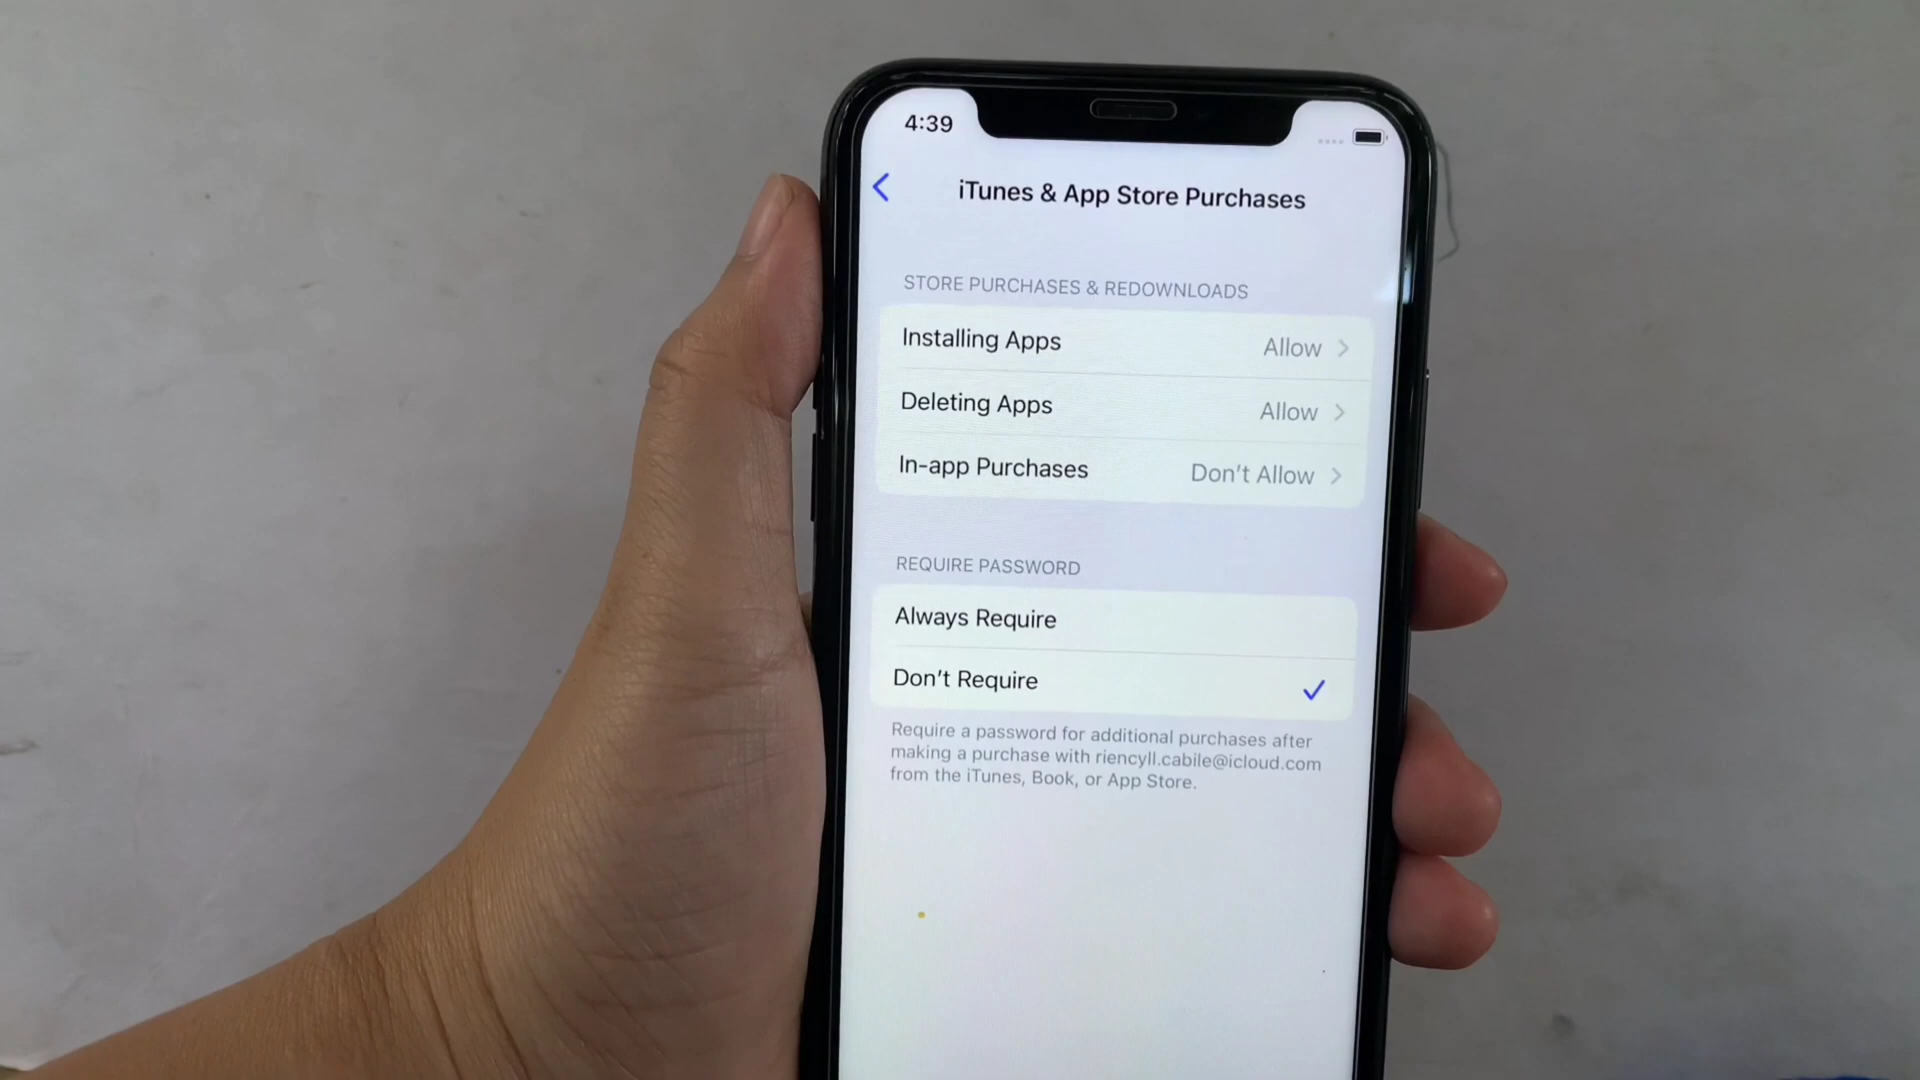 4:39
iTunes & App Store Purchases
STORE PURCHASES & REDOWNLOADS
Installing Apps Allow
Deleting Apps Allow
In-app Purchases Don't Allow
REQUIRE PASSWORD
Always Require
Don't Require
Require a password for additional purchases after
making a purchase with riencyll.cabile@icloud.com
from the iTunes, Book, or App Store.